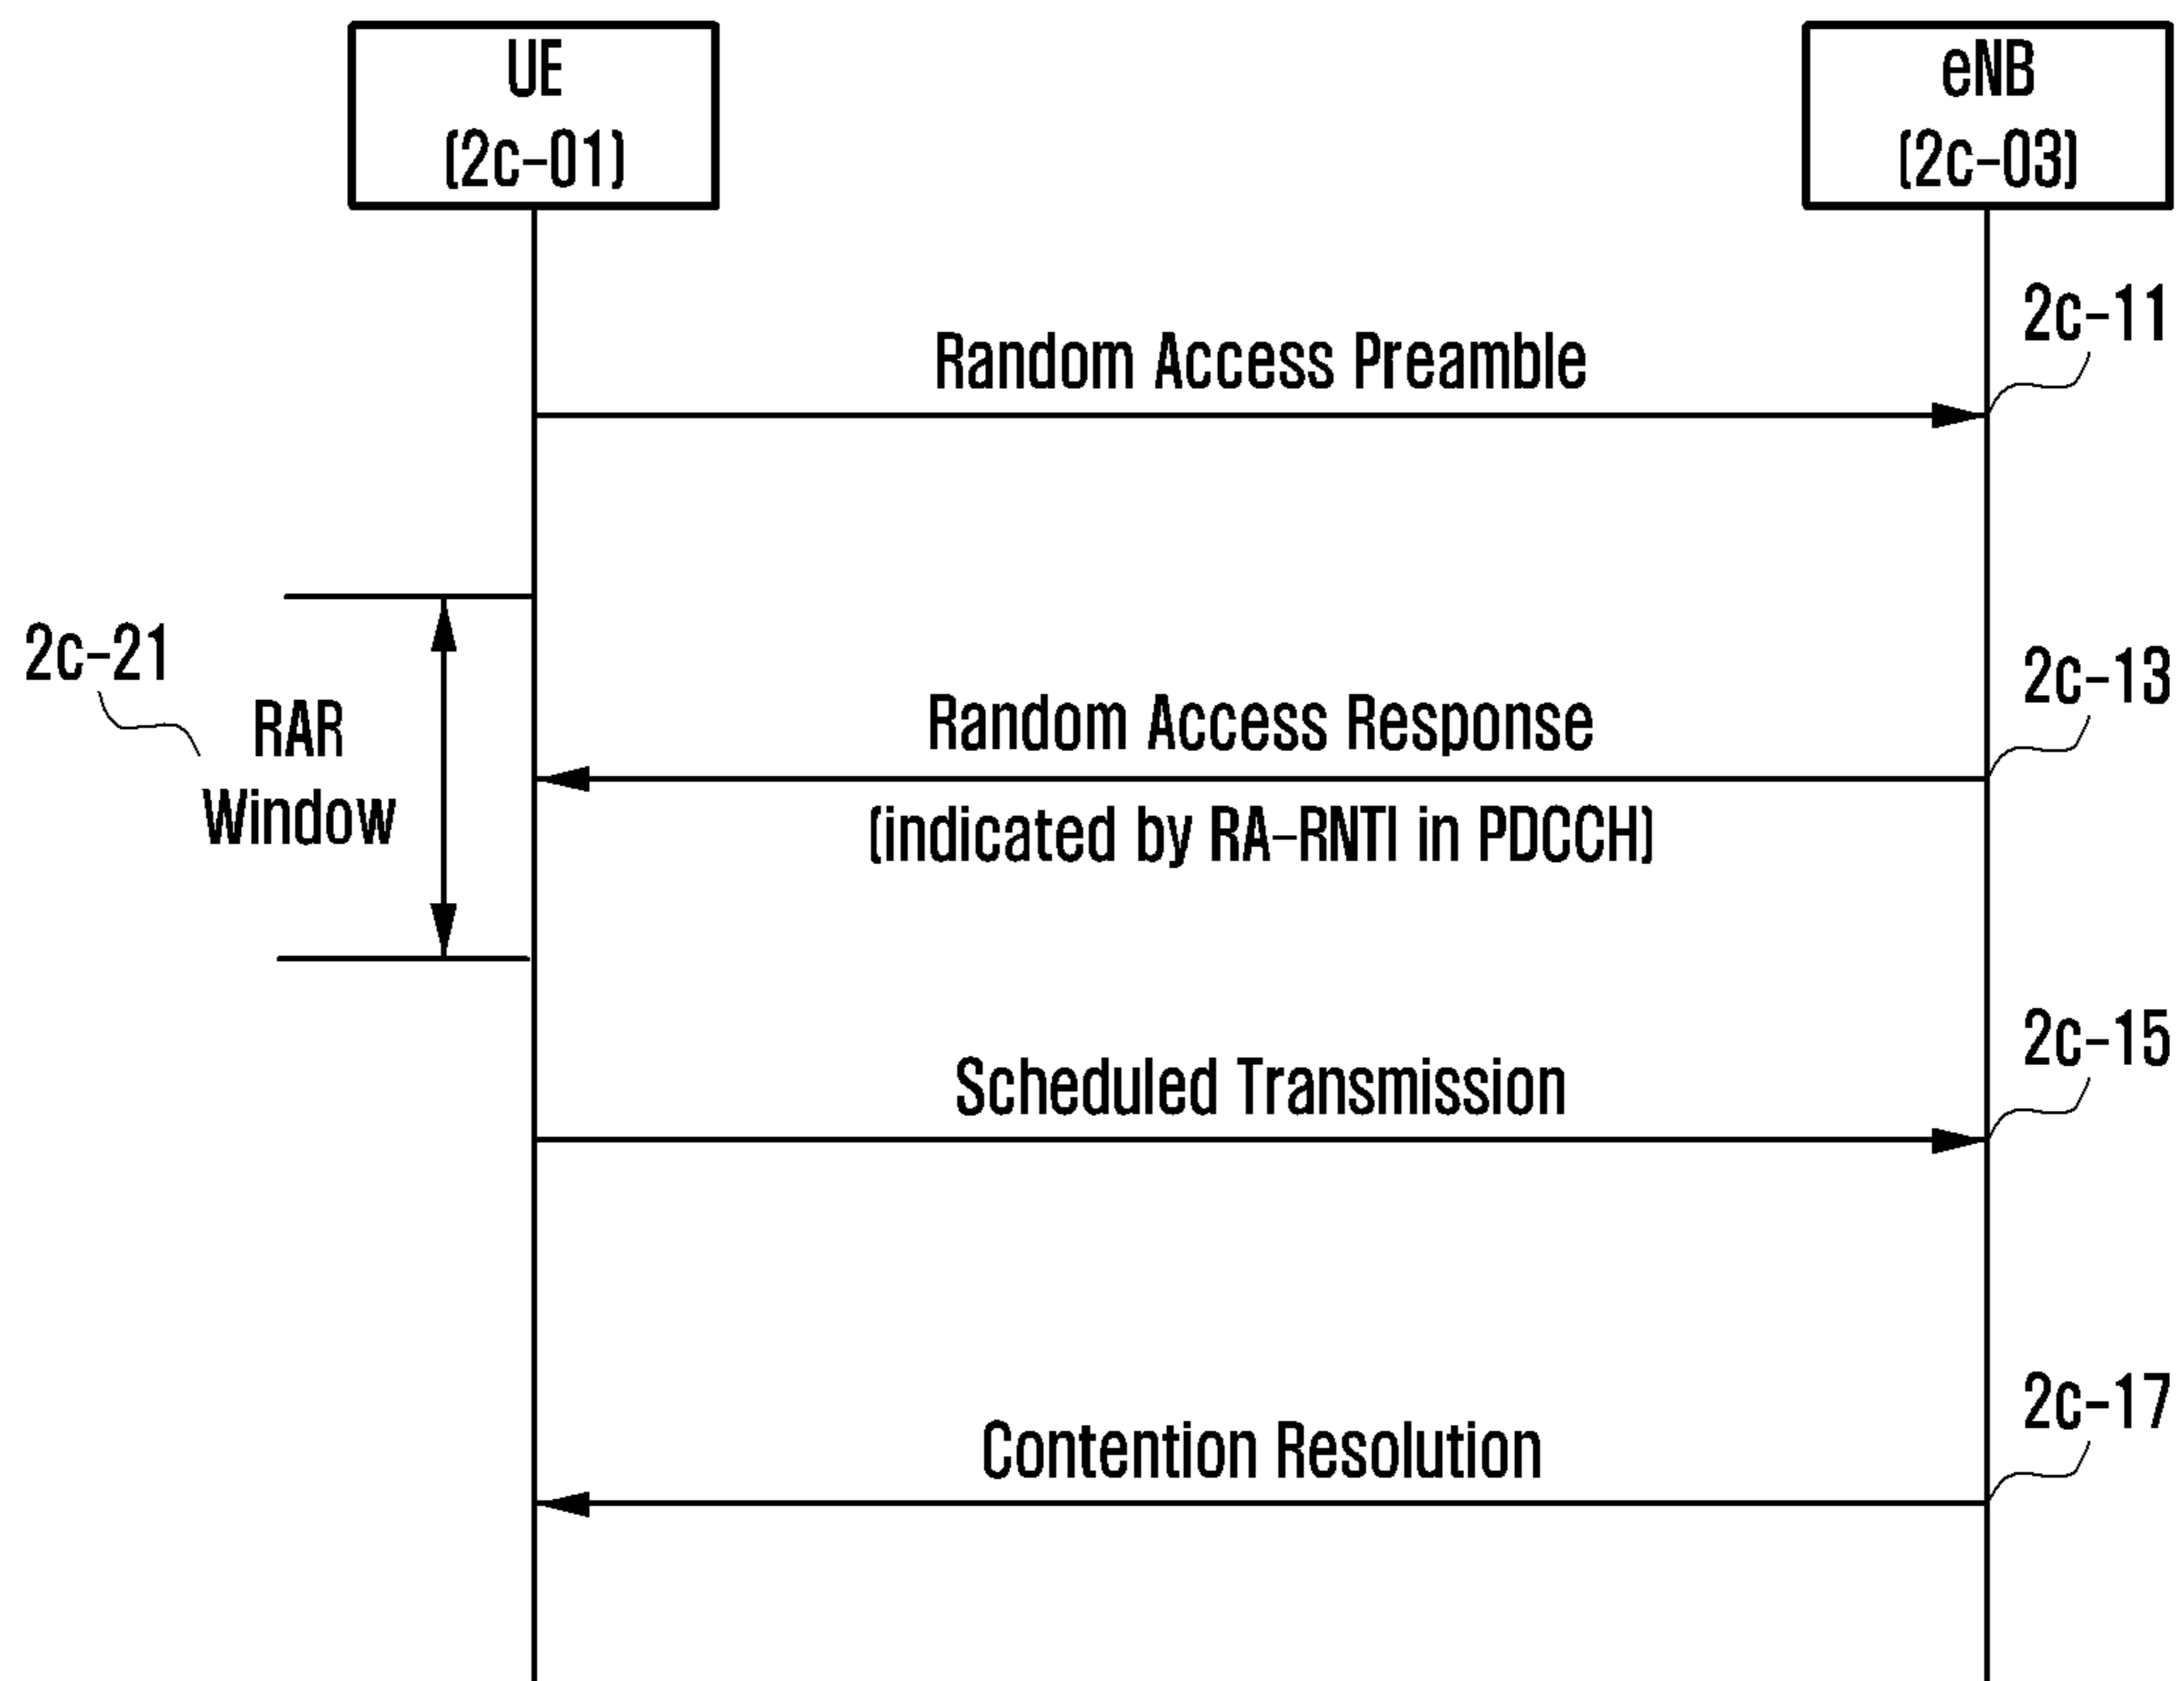 UE
(2c-01)
eNB
(2c-03)
2c-11
Random Access Preamble
2c-21
RAR
Window
2c-13
Random Access Response
(indicated by RA-RNTI in PDCCH)
2c-15
Scheduled Transmission
2c-17
Contention Resolution